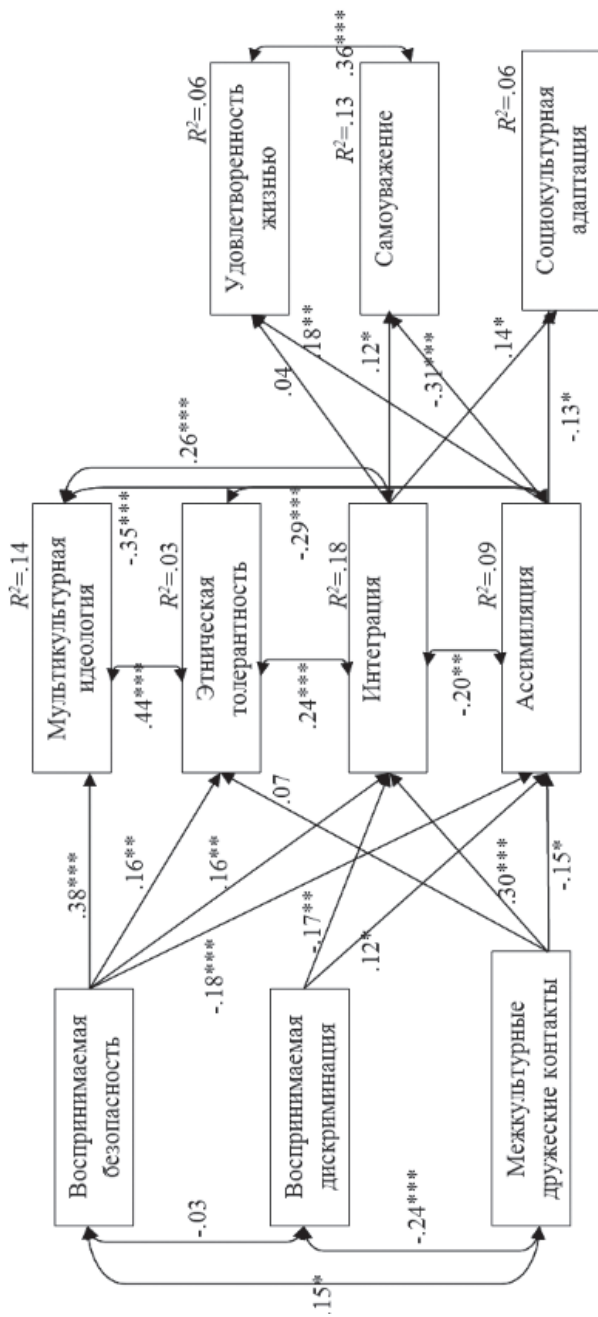 Воспринимаемая
безопасность
Воспринимаемая
дискриминация
Межкультурные
дружеские контакты
-.03
-.24***
.15*
.38***
.16**
.16**
-.18***
-.17**
.12*
.07
.30***
-.15*
R²=.14
Мультикультурная
идеология
.44***
-.35***
.26***
R²=.03
Этническая
толерантность
.24***
-.29***
R²=.18
Интеграция
-.20**
R²=.09
Ассимиляция
.04
.18**
.12*
-.31***
.14*
-.13*
R²=.06
Удовлетворенность
жизнью
.36***
R²=.13
Самоуважение
R²=.06
Социокультурная
адаптация